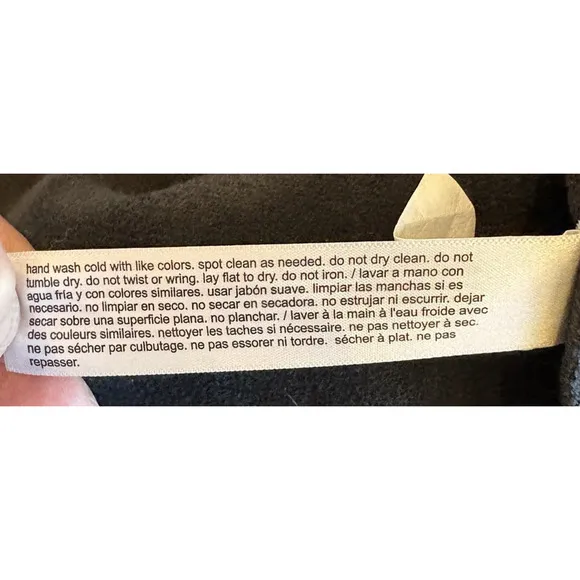 hand wash cold with like colors. spot clean as needed. do not dry clean. do not
tumble dry. do not twist or wring. lay flat to dry. do not iron. / lavar a mano con
agua fría y con colores similares. usar jabón suave. limpiar las manchas si es
necesario. no limpiar en seco. no secar en secadora. no estrujar ni escurrir. dejar
secar sobre una superficie plana. no planchar. / laver à la main à l'eau froide avec
des couleurs similaires. nettoyer les taches si nécessaire. ne pas nettoyer à sec.
ne pas sécher par culbutage. ne pas essorer ni tordre. sécher à plat. ne pas
repasser.